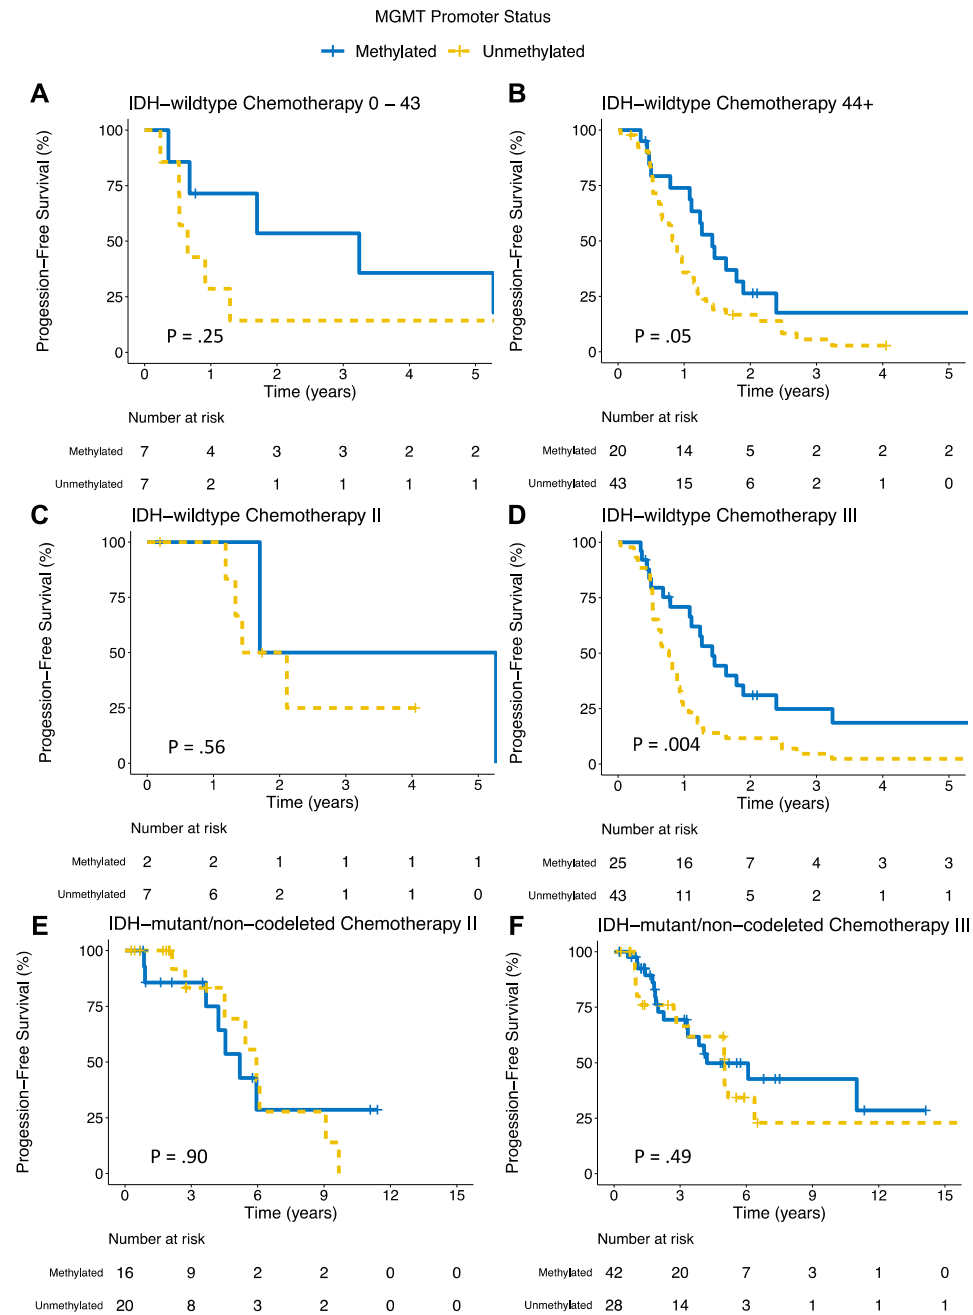 MGMT Promoter Status
Methylated Unmethylated
A IDH-wildtype Chemotherapy 0 – 43
Progession-Free Survival (%)
100
75
50
25
0
P = .25
0 1 2 3 4 5
Time (years)
Number at risk
Methylated 7 4 3 3 2 2
Unmethylated 7 2 1 1 1 1
B IDH-wildtype Chemotherapy 44+
Progession-Free Survival (%)
100
75
50
25
0
P = .05
0 1 2 3 4 5
Time (years)
Number at risk
Methylated 20 14 5 2 2 2
Unmethylated 43 15 6 2 1 0
C IDH-wildtype Chemotherapy II
Progession-Free Survival (%)
100
75
50
25
0
P = .56
0 1 2 3 4 5
Time (years)
Number at risk
Methylated 2 2 1 1 1 1
Unmethylated 7 6 2 1 1 0
D IDH-wildtype Chemotherapy III
Progession-Free Survival (%)
100
75
50
25
0
P = .004
0 1 2 3 4 5
Time (years)
Number at risk
Methylated 25 16 7 4 3 3
Unmethylated 43 11 5 2 1 1
E IDH-mutant/non-codeleted Chemotherapy II
Progession-Free Survival (%)
100
75
50
25
0
P = .90
0 3 6 9 12 15
Time (years)
Number at risk
Methylated 16 9 2 2 0 0
Unmethylated 20 8 3 2 0 0
F IDH-mutant/non-codeleted Chemotherapy III
Progession-Free Survival (%)
100
75
50
25
0
P = .49
0 3 6 9 12 15
Time (years)
Number at risk
Methylated 42 20 7 3 1 0
Unmethylated 28 14 3 1 1 1